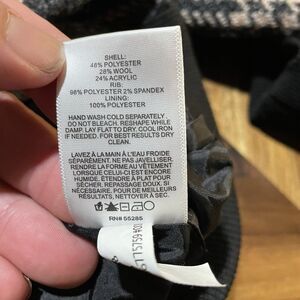 SHELL:
48% POLYESTER
28% WOOL
24% ACRYLIC
RIB:
98% POLYESTER 2% SPANDEX
LINING:
100% POLYESTER
HAND WASH COLD SEPARATELY .
DO NOT BLEACH. RESHAPE WHILE
DAMP. LAY FLAT TO DRY. COOL IRON
IF NEEDED. FOR BEST RESULTS DRY
CLEAN.
LAVEZ À LA MAIN À L'EAU FROIDE
SÉPARÉMENT. NE PAS JAVELLISER.
RENDRE LA FORME AU VÊTEMENT
LORSQUE CELUI-CI EST ENCORE
HUMIDE. ÉTENDRE À PLAT POUR
SÉCHER. REPASSAGE DOUX, SI
NÉCESSAIRE. POUR DE MEILLEURS
RÉSULTATS, NETTOYER À SEC.
RN# 55285